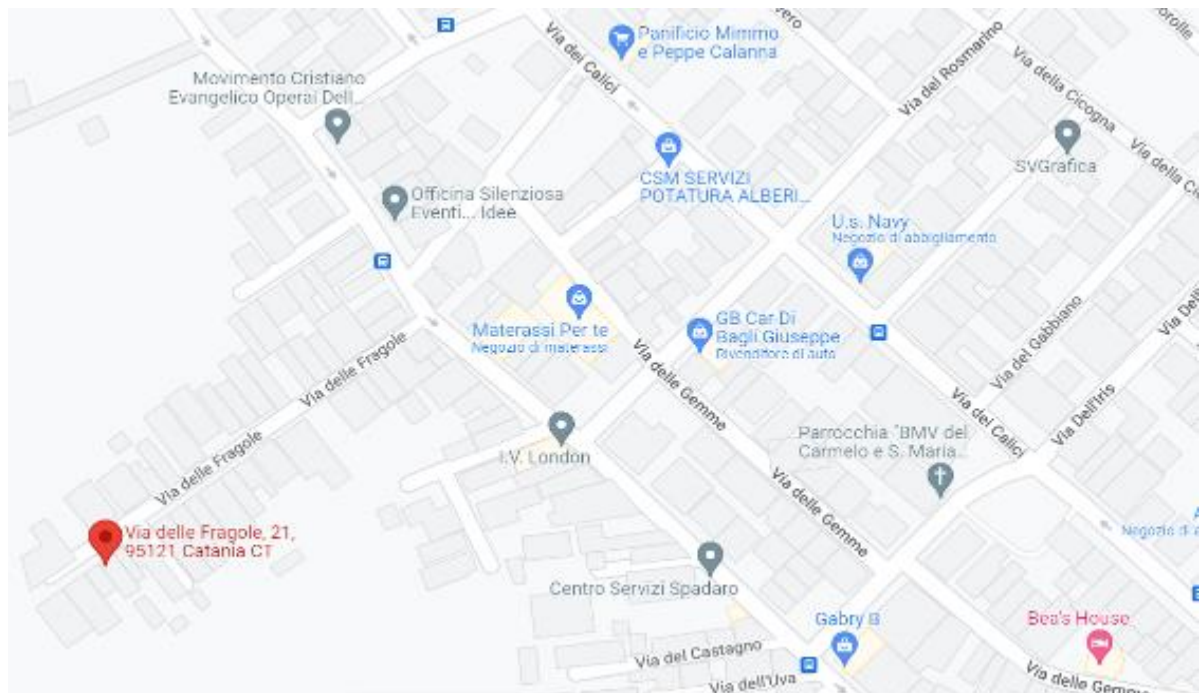 Panificio Mimmo
e Peppe Calanna
Via dei Calici
Via del Rosmarino
Via della Cicogna
Movimento Cristiano
Evangelico Operai Dell...
SVGrafica
CSM SERVIZI
POTATURA ALBERI...
Officina Silenziosa
Eventi... Idee
U.s. Navy
Negozio di abbigliamento
Materassi Per te
Negozio di materassi
GB Car Di
Bagli Giuseppe
Rivenditore di auto
Via del Gabbiano
Via delle Fragole
Via delle Gemme
Via dei Calici
Via Dell'Iris
Parrocchia "BMV del
Carmelo e S. Maria...
I.V. London
Via delle Fragole
Via delle Gemme
Via delle Fragole, 21,
95121 Catania CT
Centro Servizi Spadaro
Gabry B
Bea's House
Via del Castagno
Via dell'Uva